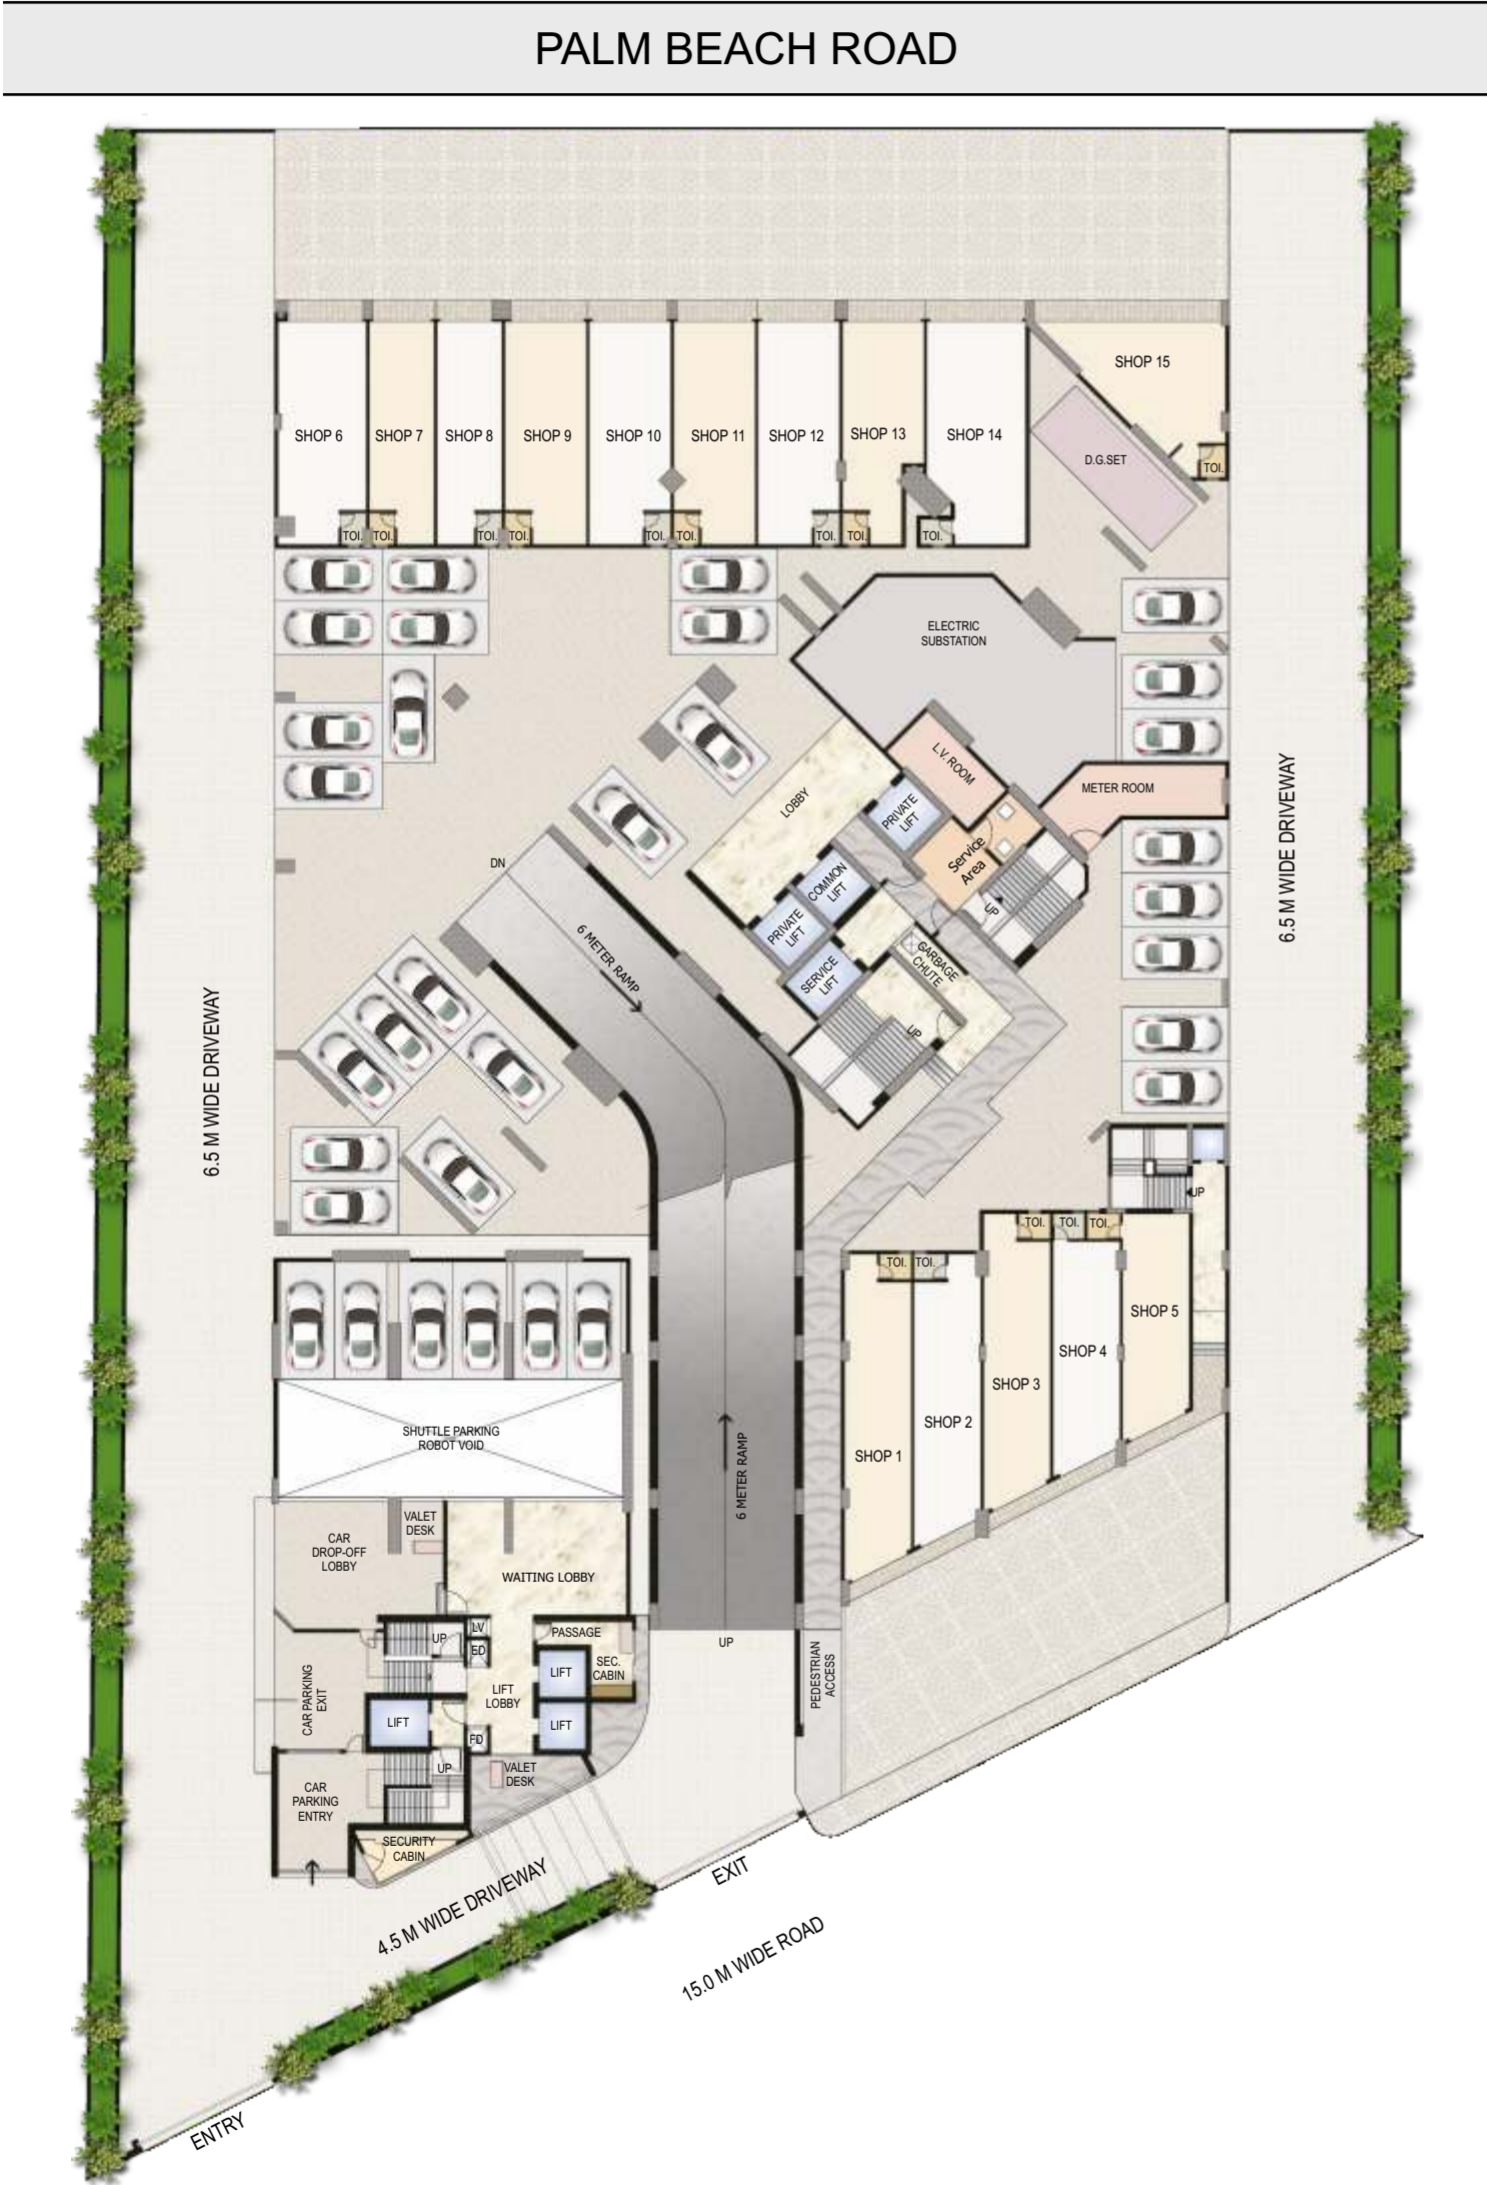 PALM BEACH ROAD
SHOP 15
SHOP 6
SHOP 7
SHOP 8
SHOP 9
SHOP 10
SHOP 11
SHOP 12
SHOP 13
SHOP 14
D.G.SET
TOI.
TOI.
TOI.
TOI.
TOI.
TOI.
TOI.
TOI.
TOI.
TOI.
ELECTRIC
SUBSTATION
L.V. ROOM
METER ROOM
LOBBY
PRIVATE
LIFT
Service
Area
COMMON
LIFT
UP
PRIVATE
LIFT
SERVICE
LIFT
GARBAGE
CHUTE
UP
DN
6 METER RAMP
6.5 M WIDE DRIVEWAY
6.5 M WIDE DRIVEWAY
UP
TOI.
TOI.
TOI.
TOI.
TOI.
SHOP 5
SHOP 4
SHOP 3
SHOP 2
SHOP 1
SHUTTLE PARKING
ROBOT VOID
6 METER RAMP
VALET
DESK
CAR
DROP-OFF
LOBBY
WAITING LOBBY
LV
PASSAGE
UP
ED
UP
LIFT
SEC.
CABIN
LIFT
LOBBY
PEDESTRIAN
ACCESS
CAR PARKING
EXIT
LIFT
LIFT
FD
UP
VALET
DESK
CAR
PARKING
ENTRY
SECURITY
CABIN
4.5 M WIDE DRIVEWAY
EXIT
15.0 M WIDE ROAD
ENTRY